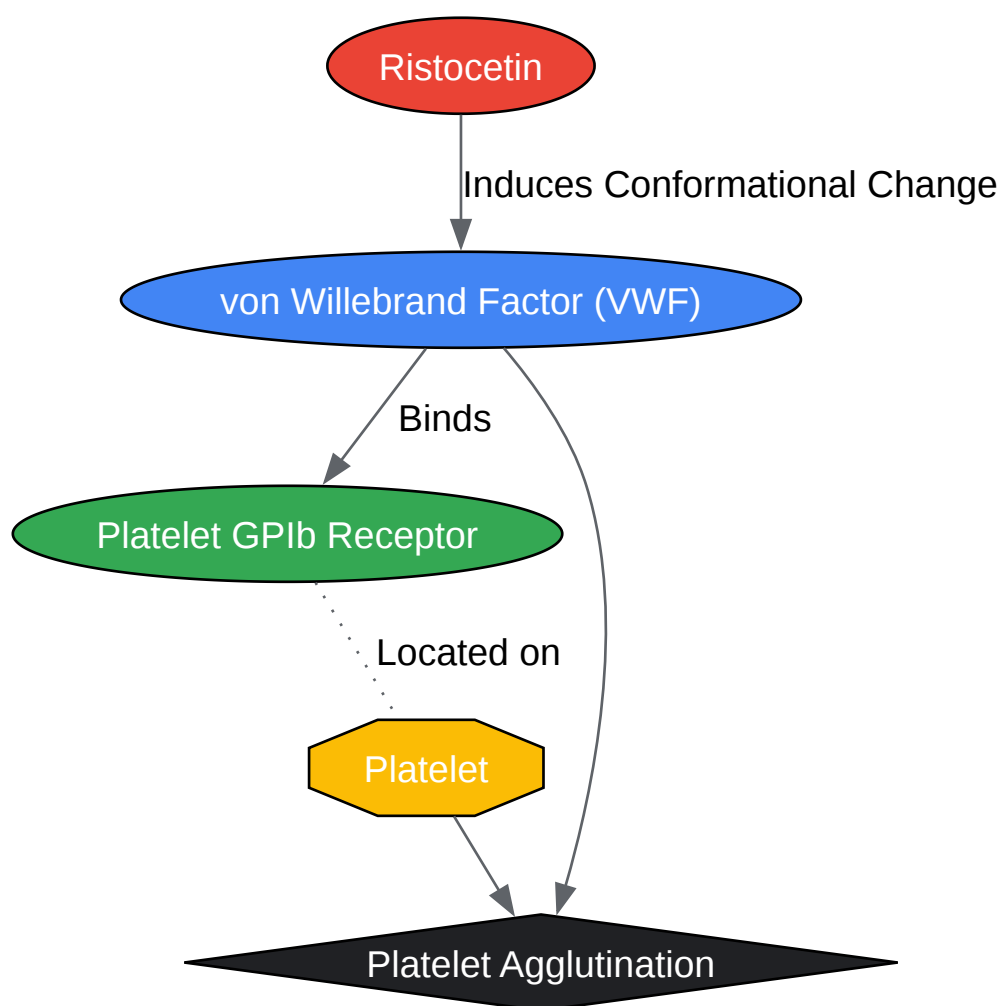 Ristocetin
Induces Conformational Change
von Willebrand Factor (VWF)
Binds
Platelet GPIb Receptor
Located on
Platelet
Platelet Agglutination